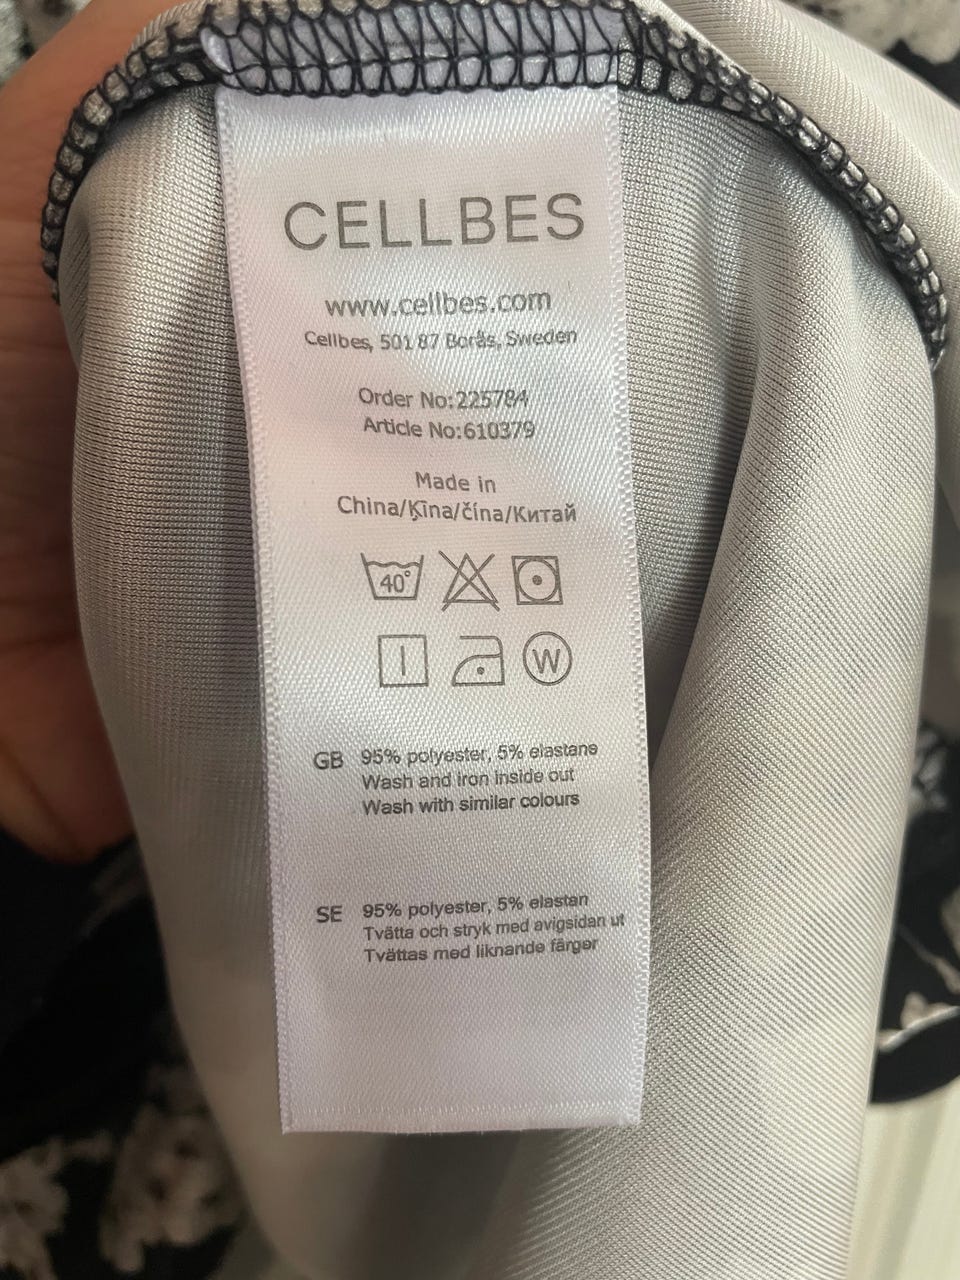 CELLBES
www.cellbes.com
Cellbes, 501 87 Borås, Sweden
Order No:225784
Article No:610379
Made in
China/Ķīna/čína/Китай
40°
W
GB 95% polyester, 5% elastane
Wash and iron inside out
Wash with similar colours
SE 95% polyester, 5% elastan
Tvätta och stryk med avigsidan ut
Tvättas med liknande färger